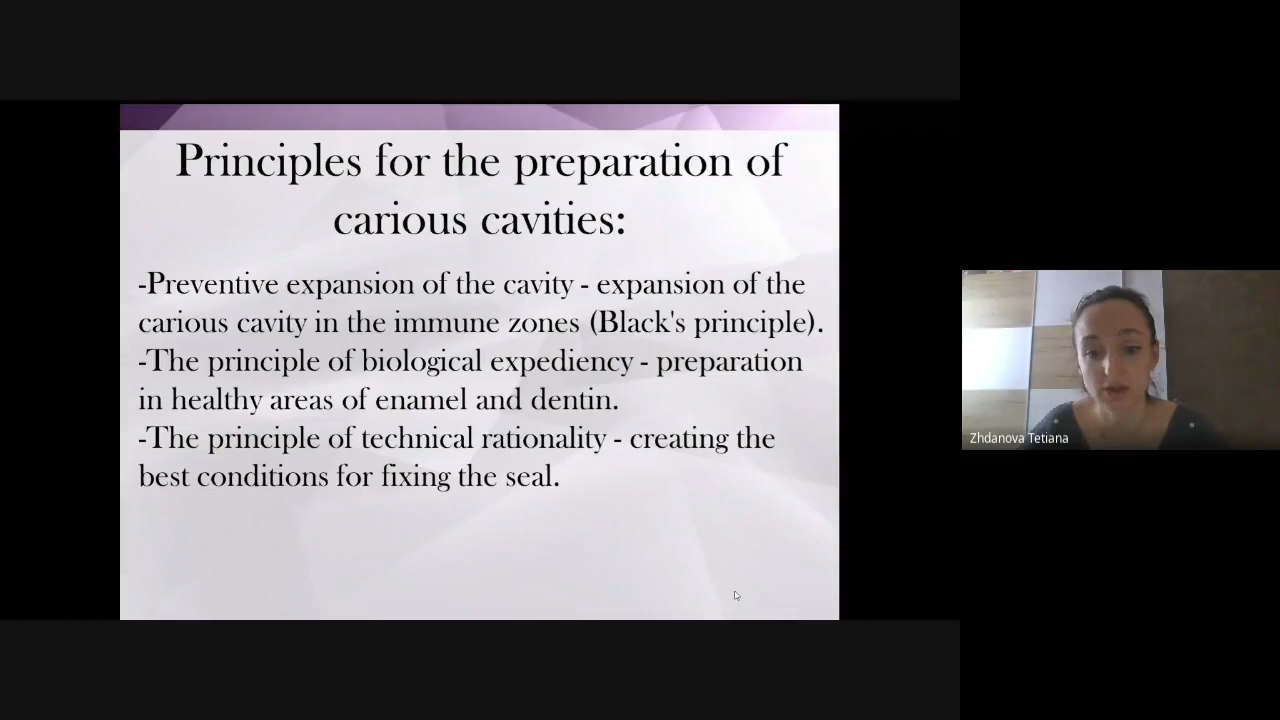 Principles for the preparation of
carious cavities:
-Preventive expansion of the cavity - expansion of the
carious cavity in the immune zones (Black's principle).
-The principle of biological expediency - preparation
in healthy areas of enamel and dentin.
-The principle of technical rationality - creating the
best conditions for fixing the seal.
Zhdanova Tetiana